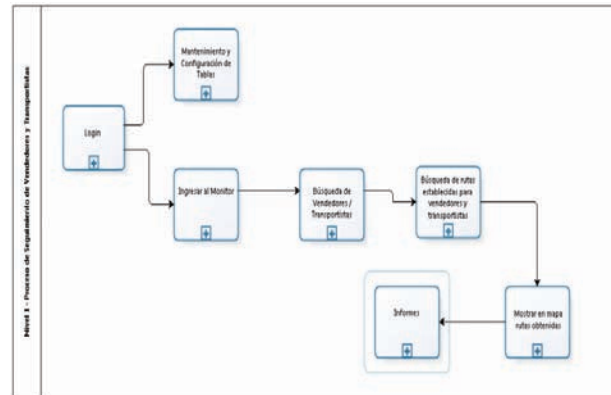 Nivel 1 - Proceso de Seguimiento de Vendedores y Transportistas
Mantenimiento y
Configuración de
Tablas
Login
Ingresar al Monitor
Búsqueda de
Vendedores /
Transportistas
Búsqueda de rutas
establecidas para
vendedores y
transportistas
Informes
Mostrar en mapa
rutas obtenidas